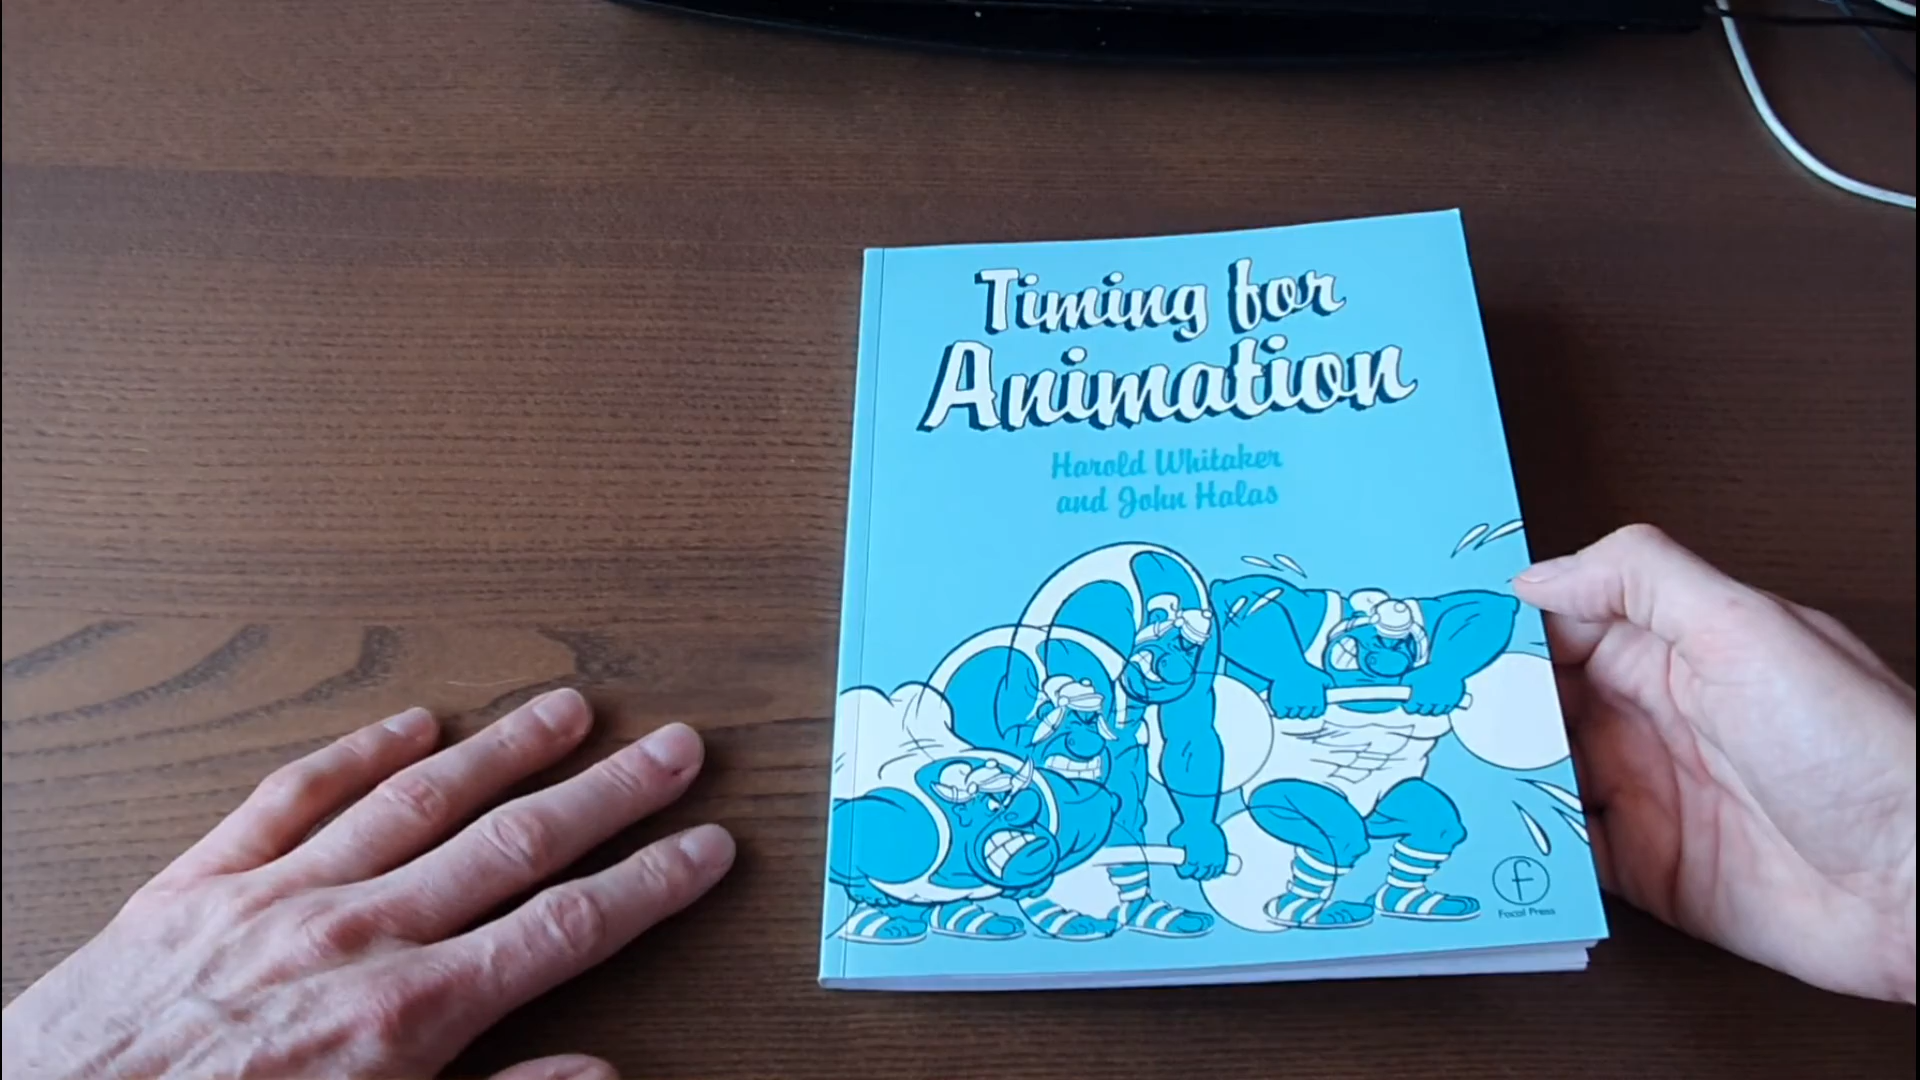 Timing for
Animation
Harold Whitaker
and John Halas
f
Focal Press